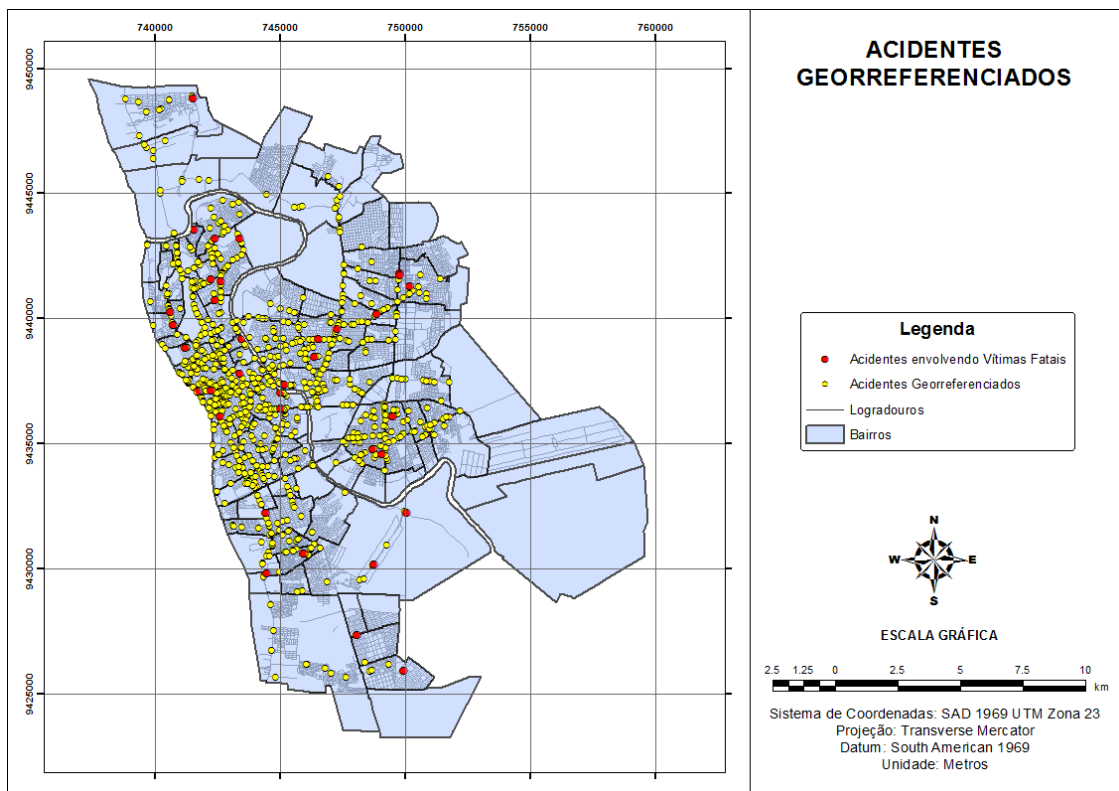 740000 745000 750000 755000 760000
9450000
9445000
9440000
9435000
9430000
9425000
ACIDENTES
GEORREFERENCIADOS
Legenda
Acidentes envolvendo Vítimas Fatais
Acidentes Georreferenciados
Logradouros
Bairros
N
W E
S
ESCALA GRÁFICA
2.5 1.25 0 2.5 5 7.5 10
km
Sistema de Coordenadas: SAD 1969 UTM Zona 23
Projeção: Transverse Mercator
Datum: South American 1969
Unidade: Metros